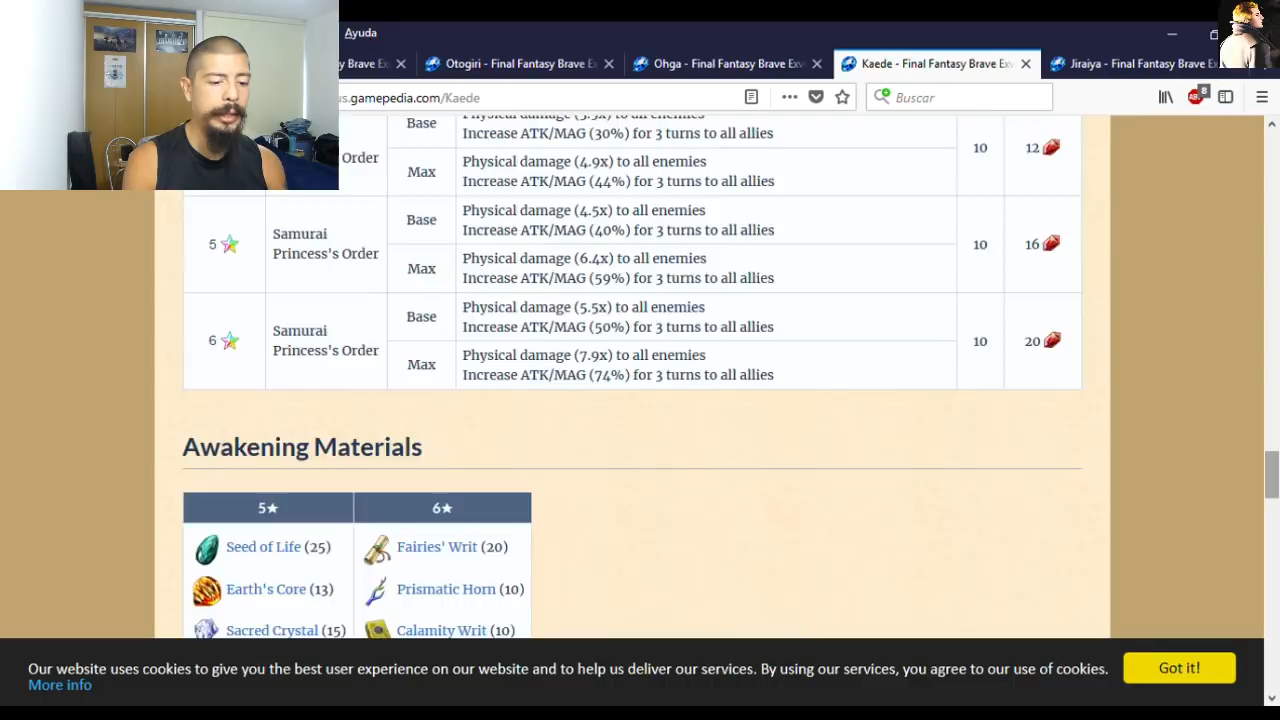 Ayuda
y Brave Ex
Otogiri - Final Fantasy Brave Ex
Ohga - Final Fantasy Brave Exv
Kaede - Final Fantasy Brave Ex
Jiraiya - Final Fantasy Brave Ex
us.gamepedia.com/Kaede
Buscar
8
Order
Base
Increase ATK/MAG (30%) for 3 turns to all allies
Max
Physical damage (4.9x) to all enemies
Increase ATK/MAG (44%) for 3 turns to all allies
10
12
5
Samurai
Princess's Order
Base
Physical damage (4.5x) to all enemies
Increase ATK/MAG (40%) for 3 turns to all allies
Max
Physical damage (6.4x) to all enemies
Increase ATK/MAG (59%) for 3 turns to all allies
10
16
6
Samurai
Princess's Order
Base
Physical damage (5.5x) to all enemies
Increase ATK/MAG (50%) for 3 turns to all allies
Max
Physical damage (7.9x) to all enemies
Increase ATK/MAG (74%) for 3 turns to all allies
10
20
Awakening Materials
5★
6★
Seed of Life (25)
Fairies' Writ (20)
Earth's Core (13)
Prismatic Horn (10)
Sacred Crystal (15)
Calamity Writ (10)
Our website uses cookies to give you the best user experience on our website and to help us deliver our services. By using our services, you agree to our use of cookies.
More info
Got it!